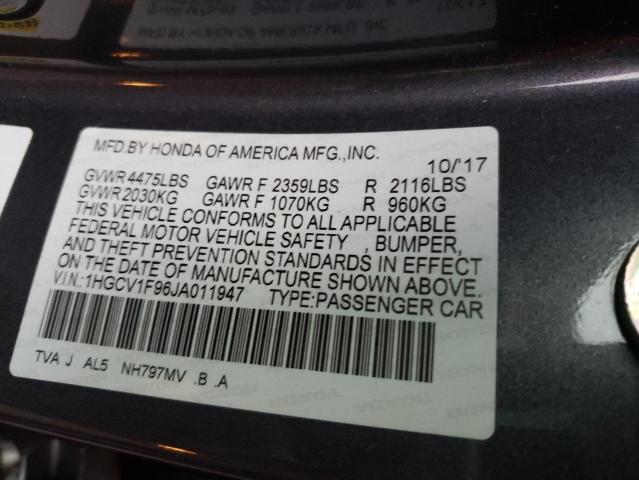 MFD.BY HONDA OF AMERICA MFG.,INC.
10/'17
GVWR 4475LBS GAWR F 2359LBS R 2116LBS
GVWR 2030KG GAWR F 1070KG R 960KG
THIS VEHICLE CONFORMS TO ALL APPLICABLE
FEDERAL MOTOR VEHICLE SAFETY , BUMPER,
AND THEFT PREVENTION STANDARDS IN EFFECT
ON THE DATE OF MANUFACTURE SHOWN ABOVE.
V.I.N.:1HGCV1F96JA011947 TYPE:PASSENGER CAR
TVA J AL5 NH797MV .B .A